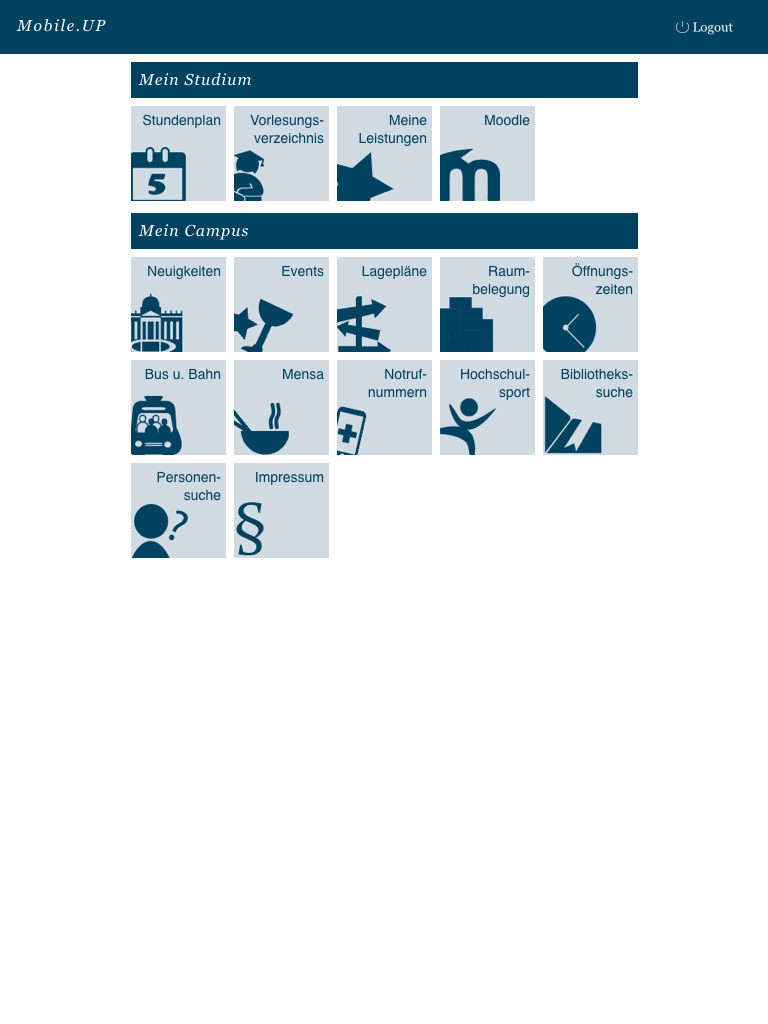 Mobile.UP
Logout
Mein Studium
Stundenplan
Vorlesungs-
verzeichnis
Meine
Leistungen
Moodle
5
m
Mein Campus
Neuigkeiten
Events
Lagepläne
Raum-
belegung
Öffnungs-
zeiten
Bus u. Bahn
Mensa
Notruf-
nummern
Hochschul-
sport
Bibliotheks-
suche
Personen-
suche
?
Impressum
§